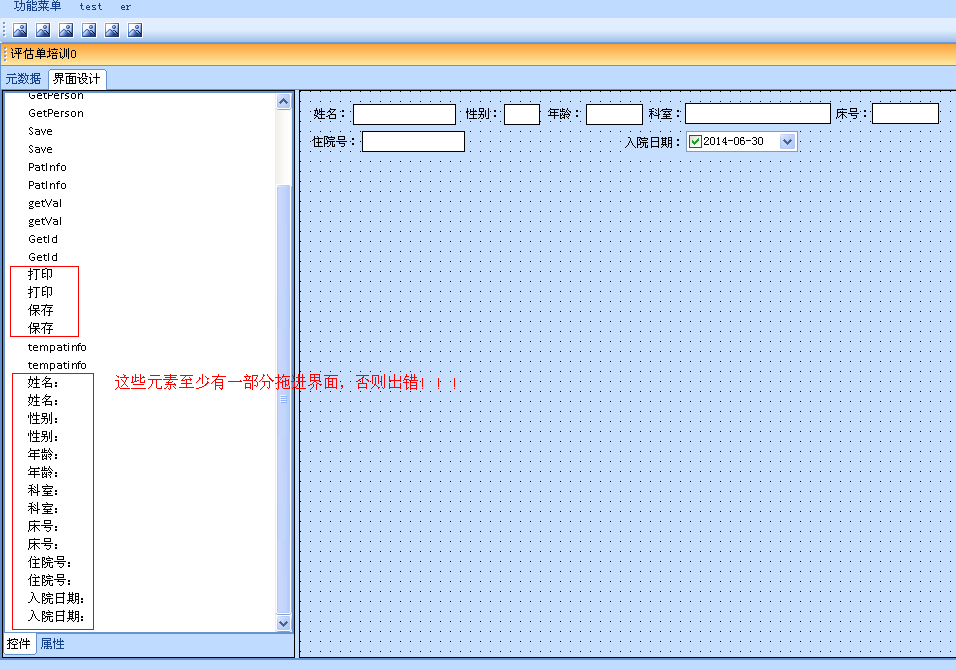 功能菜单 test er
评估单培训0
元数据 界面设计
GetPerson
GetPerson
Save
Save
PatInfo
PatInfo
getVal
getVal
GetId
GetId
打印
打印
保存
保存
tempatinfo
tempatinfo
姓名:
姓名:
性别:
性别:
年龄:
年龄:
科室:
科室:
床号:
床号:
住院号:
住院号:
入院日期:
入院日期:
控件 属性
这些元素至少有一部分拖进界面，否则出错！！！
姓名： 性别： 年龄： 科室： 床号：
住院号： 入院日期： 2014-06-30